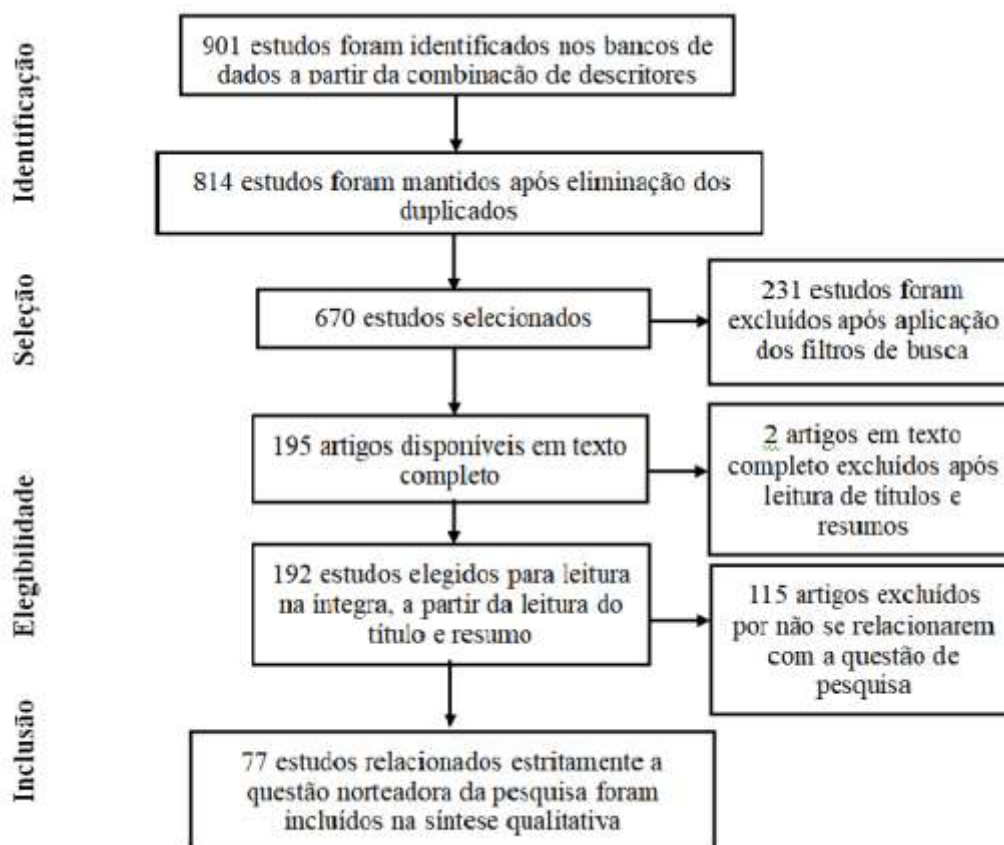 Identificação
901 estudos foram identificados nos bancos de
dados a partir da combinação de descritores
814 estudos foram mantidos após eliminação dos
duplicados
Seleção
670 estudos selecionados
231 estudos foram
excluídos após aplicação
dos filtros de busca
Elegibilidade
195 artigos disponíveis em texto
completo
2 artigos em texto
completo excluídos após
leitura de títulos e
resumos
192 estudos elegidos para leitura
na íntegra, a partir da leitura do
título e resumo
115 artigos excluídos
por não se relacionarem
com a questão de
pesquisa
Inclusão
77 estudos relacionados estritamente a
questão norteadora da pesquisa foram
incluídos na síntese qualitativa